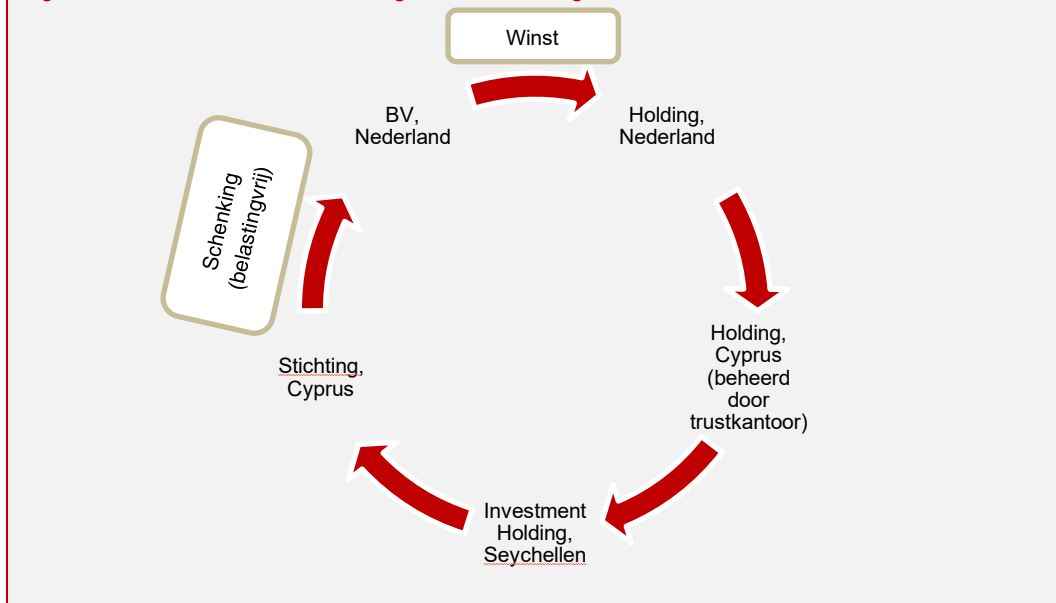 Winst
BV,
Nederland
Holding,
Nederland
Schenking
(belastingvrij)
Holding,
Cyprus
(beheerd
door
trustkantoor)
Stichting,
Cyprus
Investment
Holding,
Seychellen